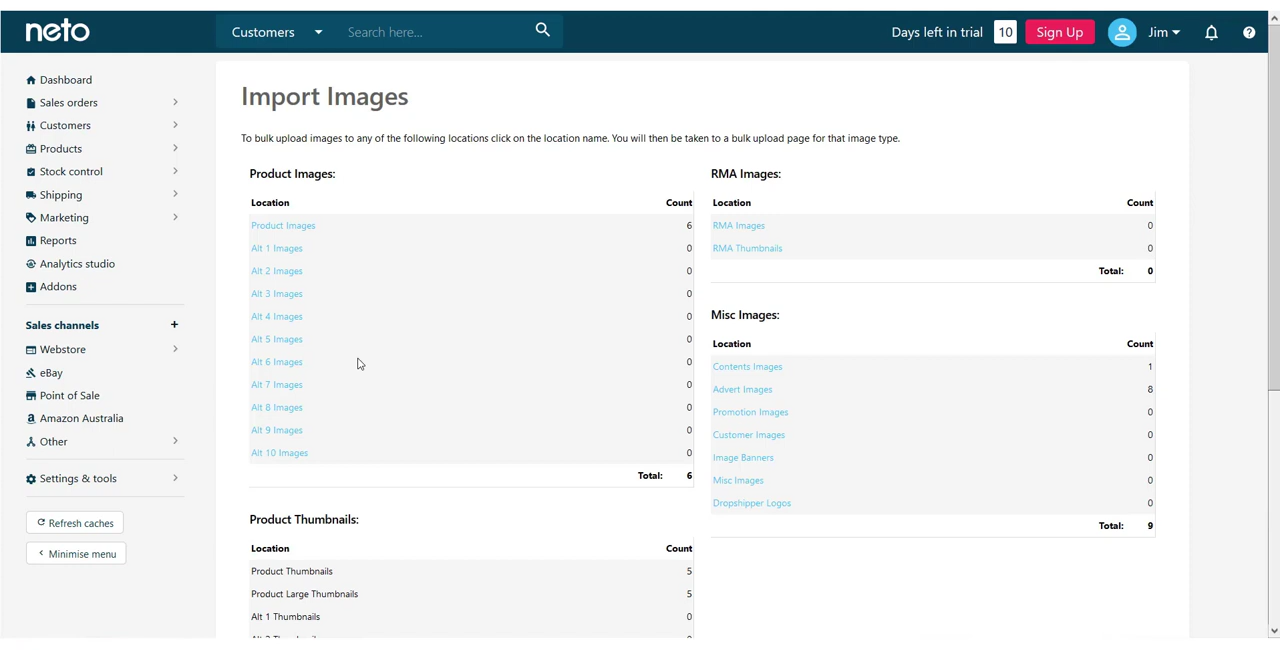 neto
Customers
Search here...
Days left in trial 10
Sign Up
Jim
Dashboard
Sales orders
Customers
Products
Stock control
Shipping
Marketing
Reports
Analytics studio
Addons
Sales channels +
Webstore
eBay
Point of Sale
Amazon Australia
Other
Settings & tools
Refresh caches
Minimise menu
Import Images
To bulk upload images to any of the following locations click on the location name. You will then be taken to a bulk upload page for that image type.
Product Images:
Location Count
Product Images 6
Alt 1 Images 0
Alt 2 Images 0
Alt 3 Images 0
Alt 4 Images 0
Alt 5 Images 0
Alt 6 Images 0
Alt 7 Images 0
Alt 8 Images 0
Alt 9 Images 0
Alt 10 Images 0
Total: 6
Product Thumbnails:
Location Count
Product Thumbnails 5
Product Large Thumbnails 5
Alt 1 Thumbnails 0
RMA Images:
Location Count
RMA Images 0
RMA Thumbnails 0
Total: 0
Misc Images:
Location Count
Contents Images 1
Advert Images 8
Promotion Images 0
Customer Images 0
Image Banners 0
Misc Images 0
Dropshipper Logos 0
Total: 9